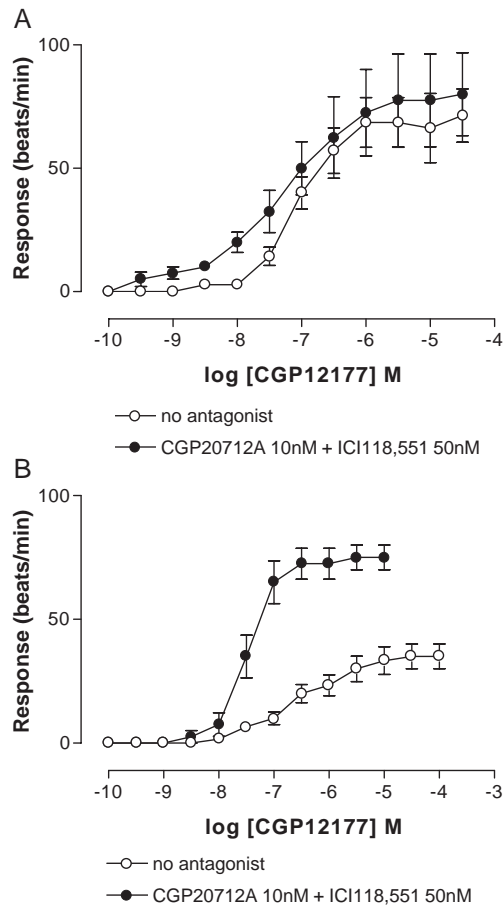 A
100
50
0
Response (beats/min)
-10 -9 -8 -7 -6 -5 -4
log [CGP12177] M
no antagonist
CGP20712A 10nM + ICI118,551 50nM
B
100
50
0
Response (beats/min)
-10 -9 -8 -7 -6 -5 -4 -3
log [CGP12177] M
no antagonist
CGP20712A 10nM + ICI118,551 50nM